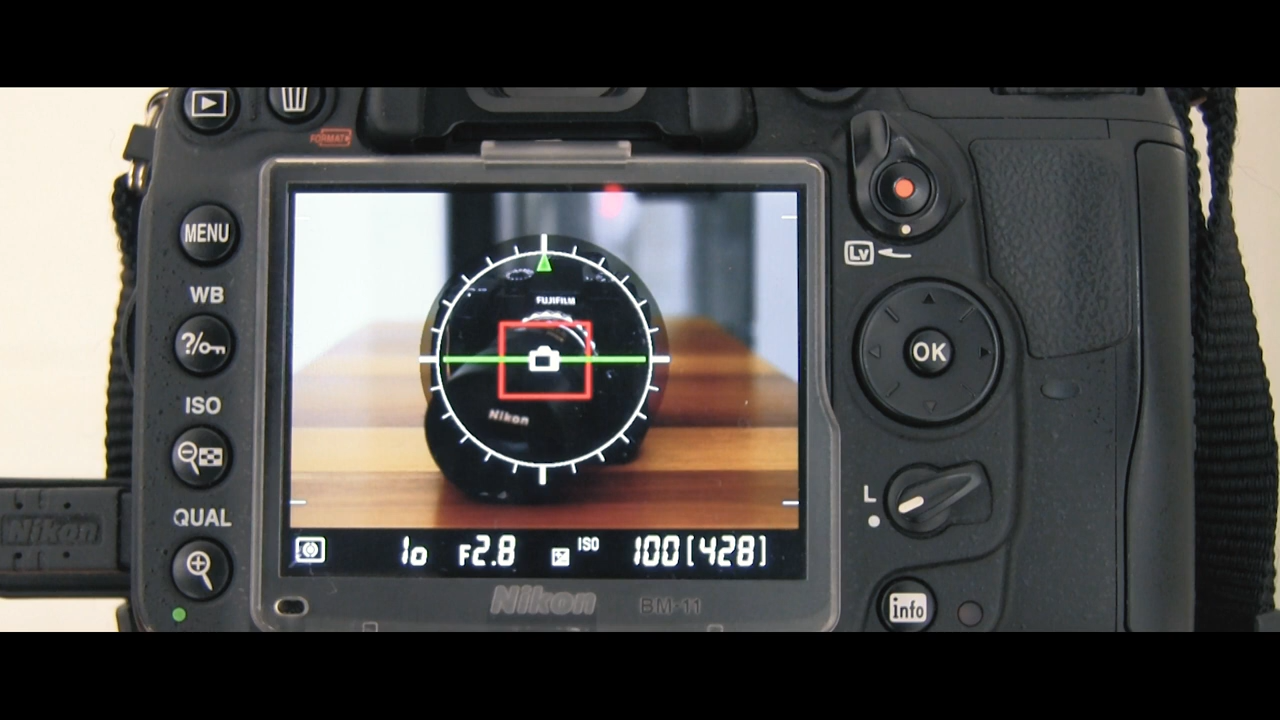 FORMAT
MENU
WB
?/
ISO
QUAL
Nikon
FUJIFILM
Nikon
10 F2.8 ISO 100[428]
Nikon BM-11
Lv
OK
L
info